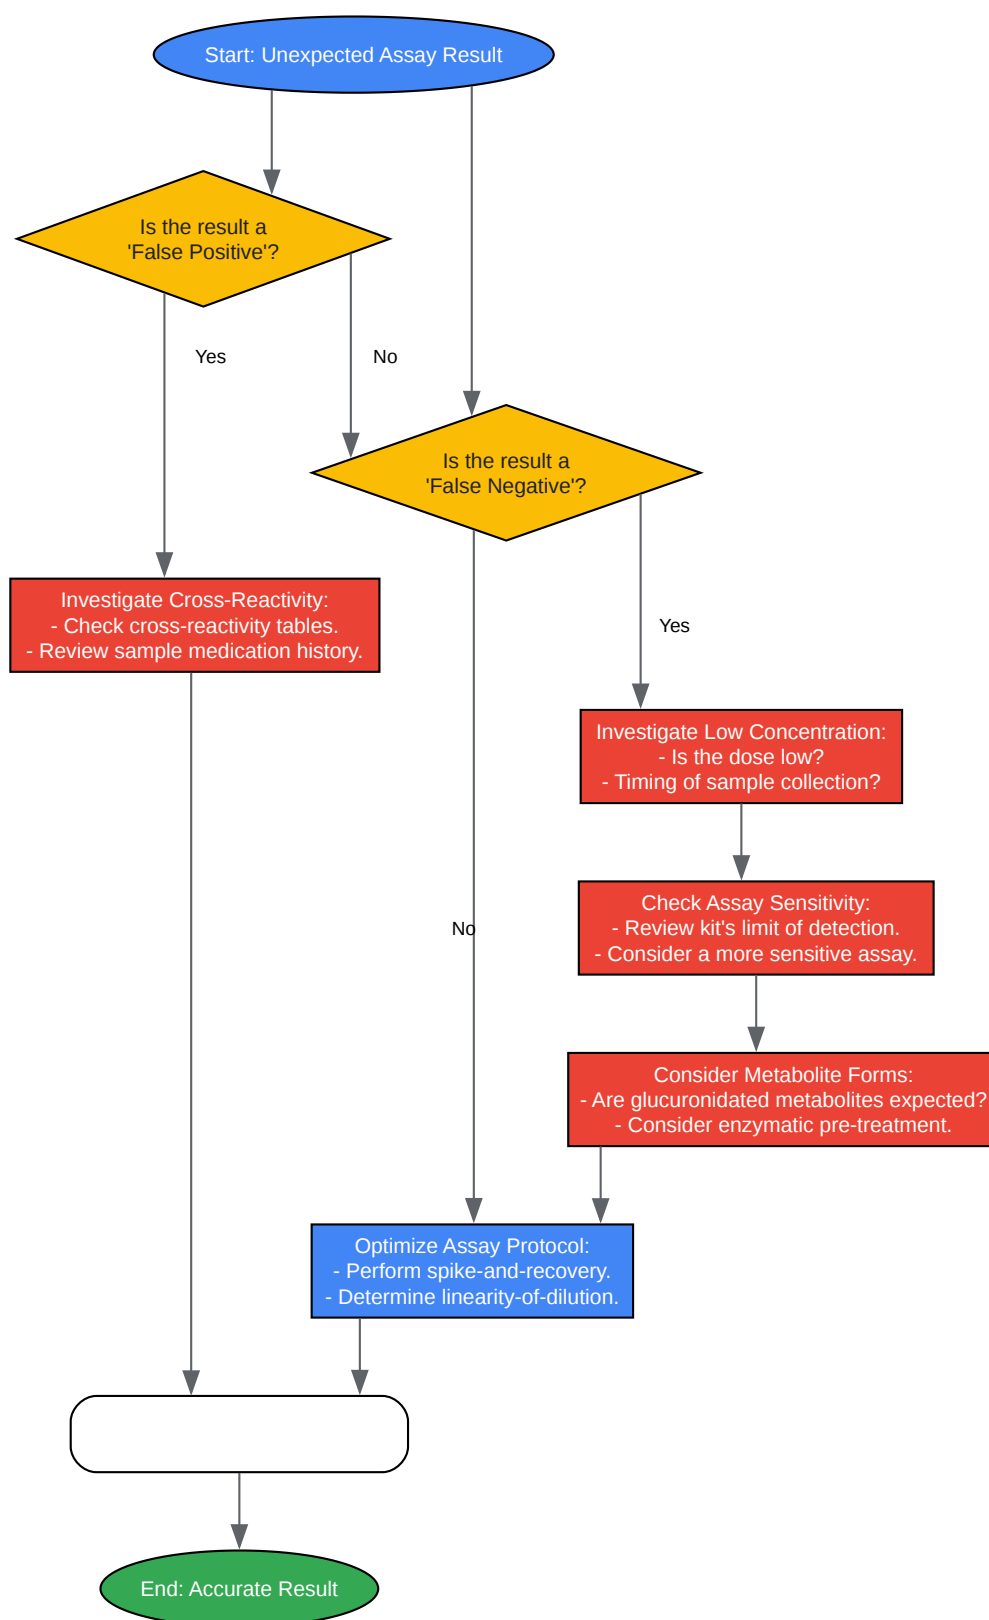 Start: Unexpected Assay Result
Is the result a
'False Positive'?
Yes
No
Is the result a
'False Negative'?
Investigate Cross-Reactivity:
- Check cross-reactivity tables.
- Review sample medication history.
Yes
Investigate Low Concentration:
- Is the dose low?
- Timing of sample collection?
Check Assay Sensitivity:
- Review kit's limit of detection.
- Consider a more sensitive assay.
No
Consider Metabolite Forms:
- Are glucuronidated metabolites expected?
- Consider enzymatic pre-treatment.
Optimize Assay Protocol:
- Perform spike-and-recovery.
- Determine linearity-of-dilution.
End: Accurate Result